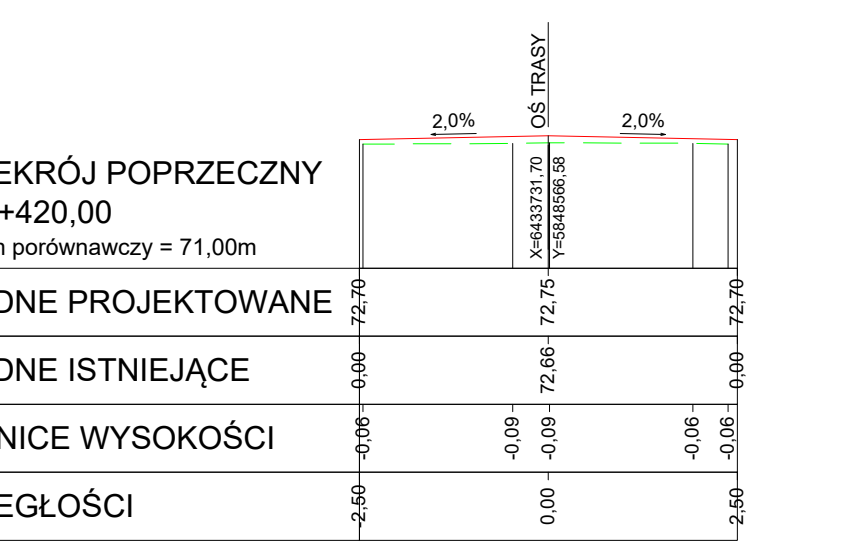 OŚ TRASY
2,0% 2,0%
X=6433731,70
Y=5848566,58
EKRÓJ POPRZECZNY
+420,00
porównawczy = 71,00m
DNE PROJEKTOWANE 72,70 72,75 72,70
DNE ISTNIEJĄCE 0,00 72,66 0,00
NICE WYSOKOŚCI -0,06 -0,09 -0,09 -0,06 -0,06
EGŁOŚCI -2,50 0,00 2,50